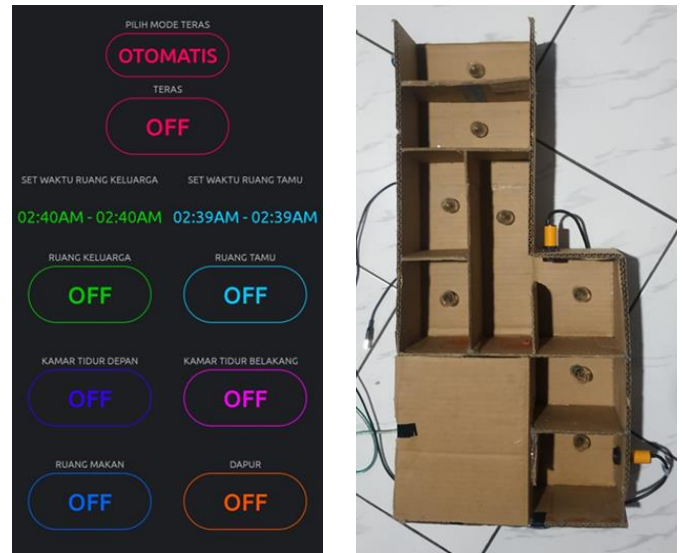 PILIH MODE TERAS
OTOMATIS
TERAS
OFF
SET WAKTU RUANG KELUARGA SET WAKTU RUANG TAMU
02:40AM - 02:40AM 02:39AM - 02:39AM
RUANG KELUARGA RUANG TAMU
OFF OFF
KAMAR TIDUR DEPAN KAMAR TIDUR BELAKANG
OFF OFF
RUANG MAKAN DAPUR
OFF OFF